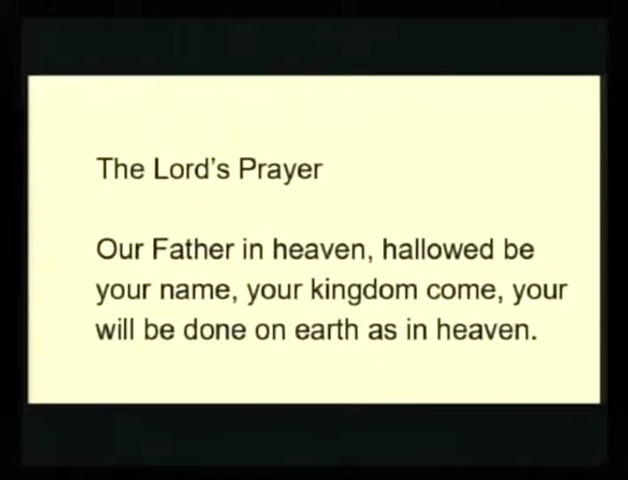 The Lord's Prayer
Our Father in heaven, hallowed be
your name, your kingdom come, your
will be done on earth as in heaven.